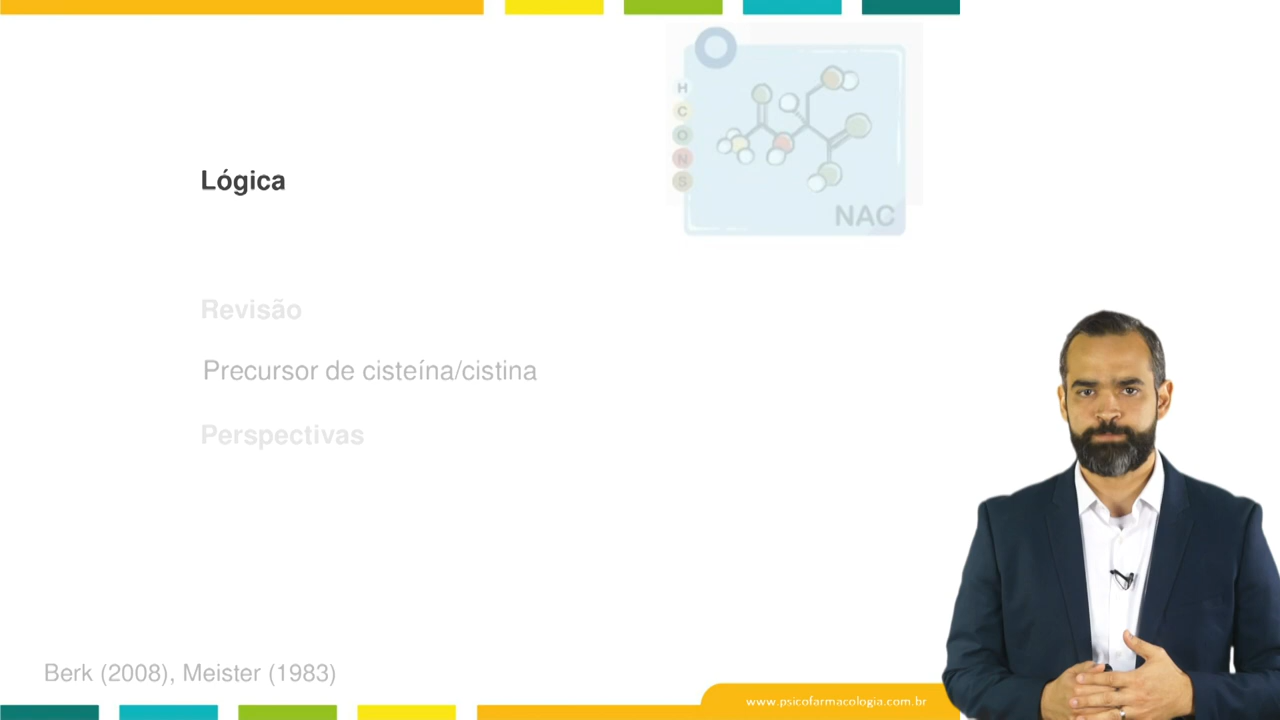 H
C
O
N
S
NAC
Lógica
Revisão
Precursor de cisteína/cistina
Perspectivas
Berk (2008), Meister (1983)
www.psicofarmacologia.com.br